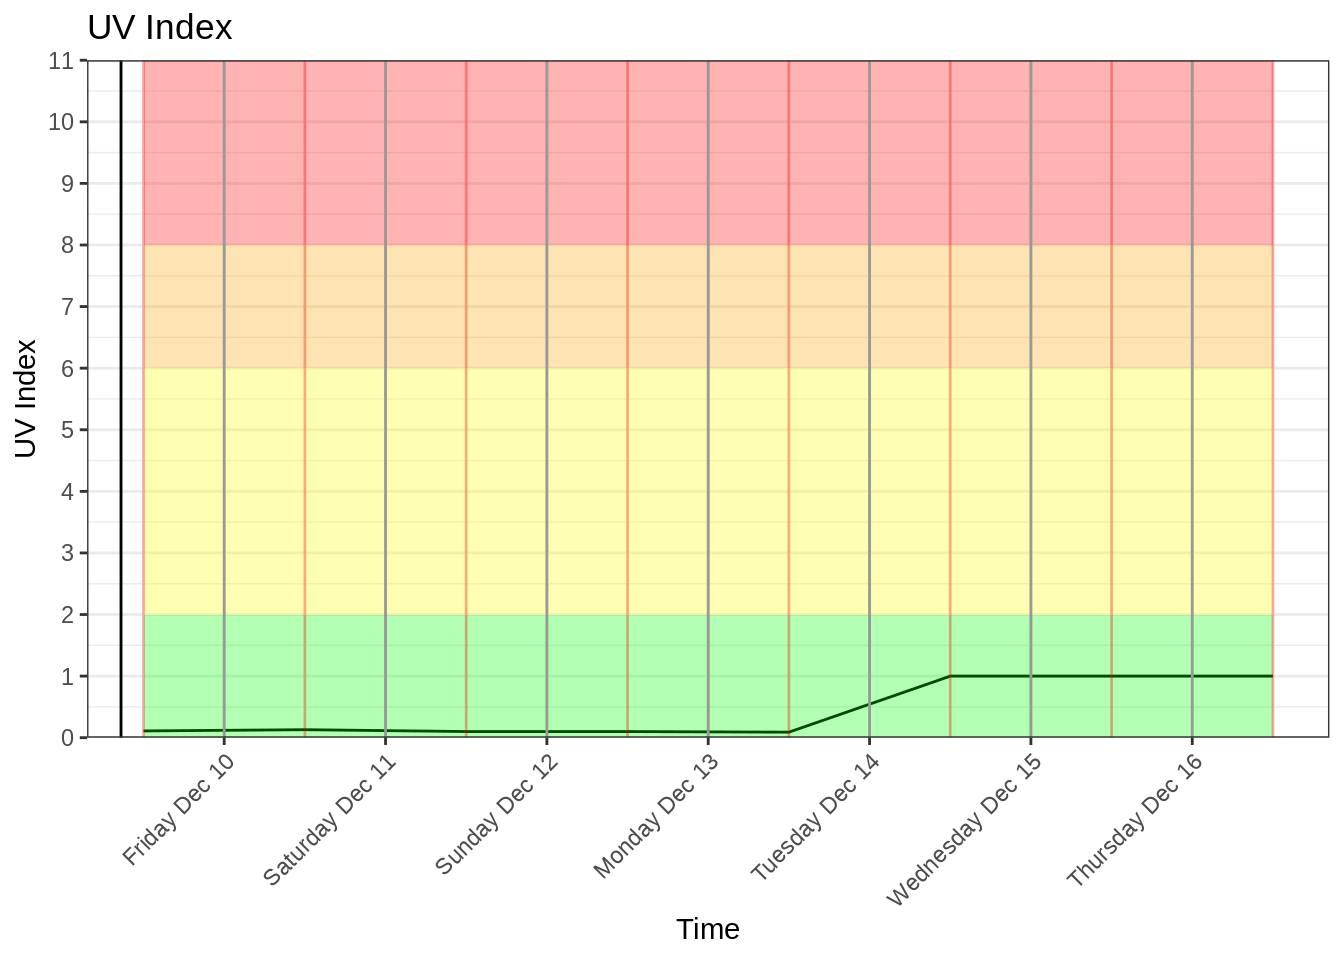 UV Index
11
10
9
8
7
6
5
4
3
2
1
0
UV Index
Friday Dec 10
Saturday Dec 11
Sunday Dec 12
Monday Dec 13
Tuesday Dec 14
Wednesday Dec 15
Thursday Dec 16
Time